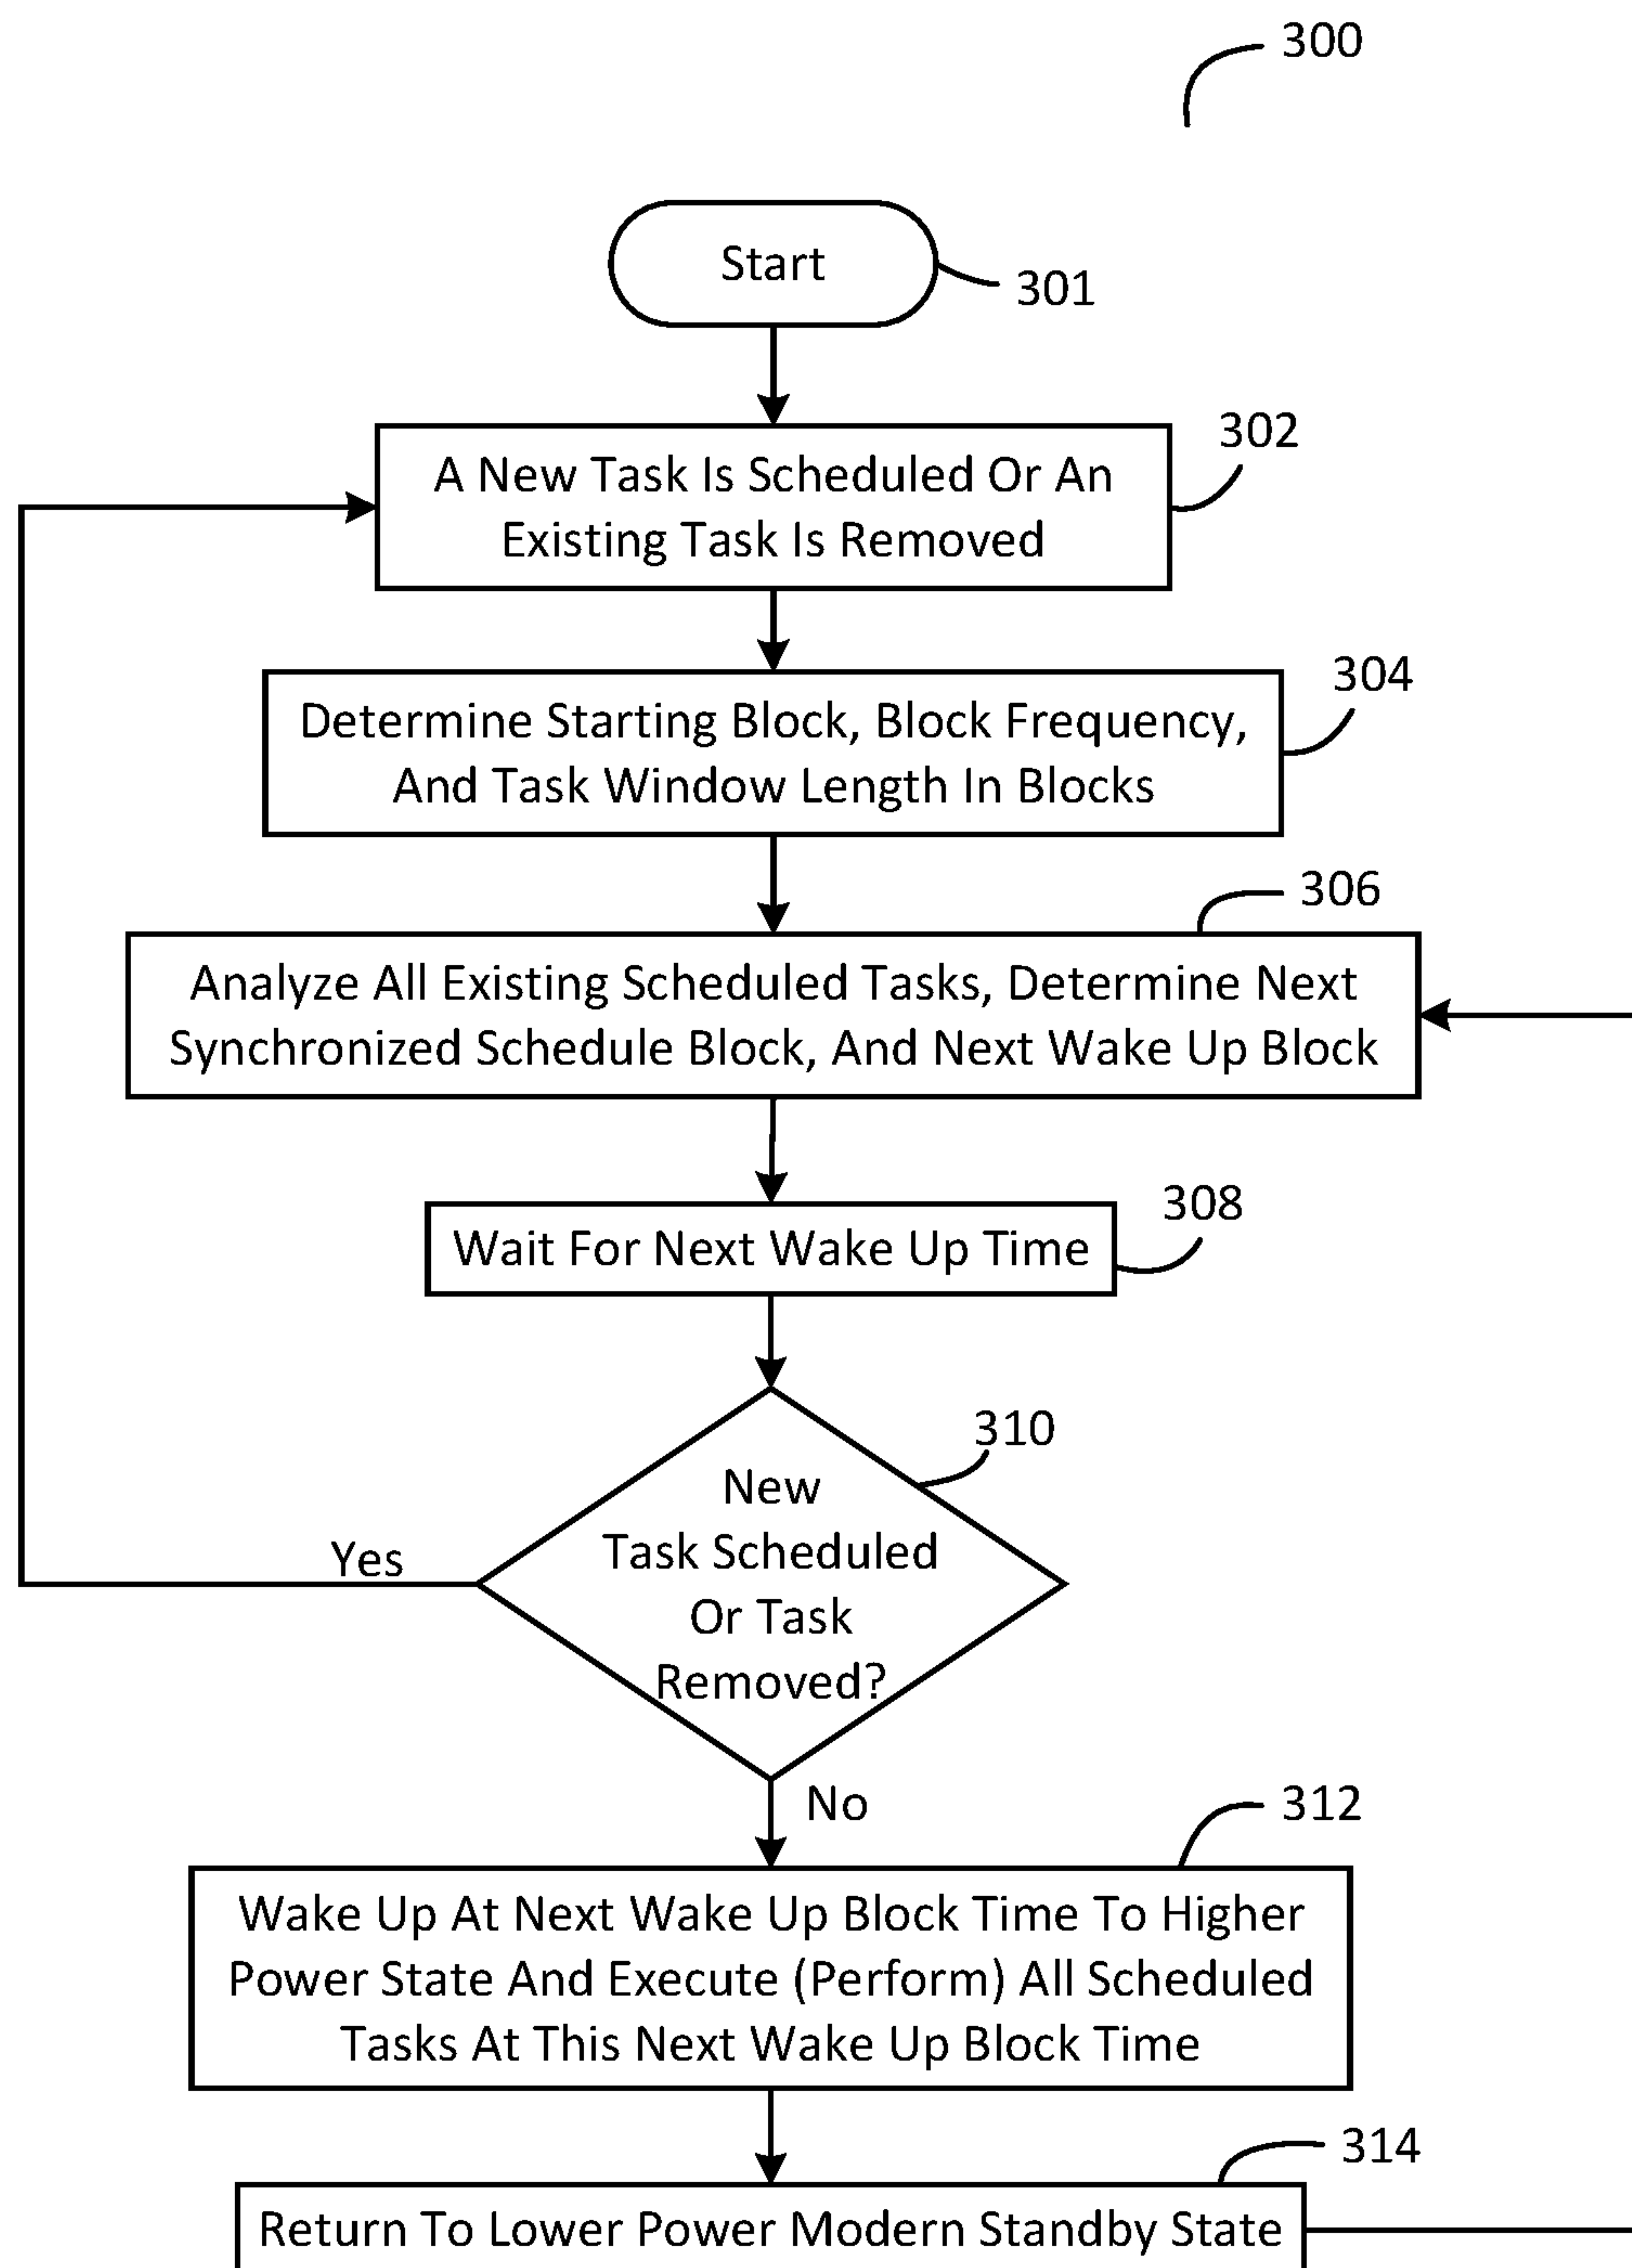 300
Start
301
302
A New Task Is Scheduled Or An
Existing Task Is Removed
304
Determine Starting Block, Block Frequency,
And Task Window Length In Blocks
306
Analyze All Existing Scheduled Tasks, Determine Next
Synchronized Schedule Block, And Next Wake Up Block
308
Wait For Next Wake Up Time
310
New
Task Scheduled
Or Task
Removed?
Yes
No
312
Wake Up At Next Wake Up Block Time To Higher
Power State And Execute (Perform) All Scheduled
Tasks At This Next Wake Up Block Time
314
Return To Lower Power Modern Standby State